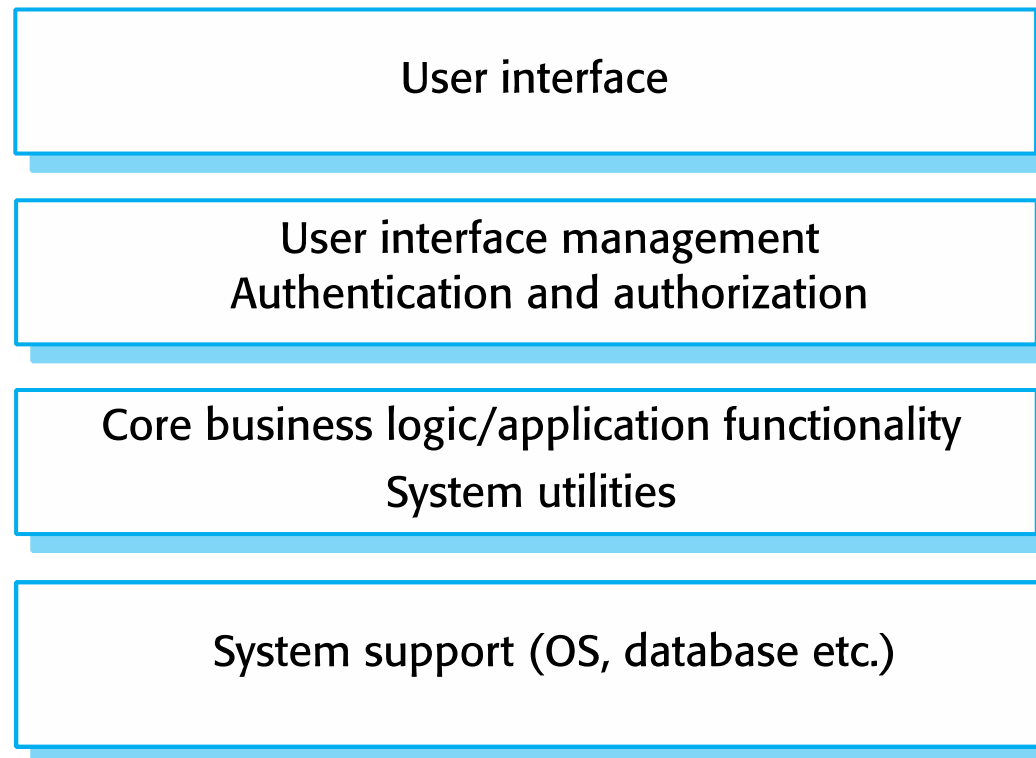 User interface
User interface management
Authentication and authorization
Core business logic/application functionality
System utilities
System support (OS, database etc.)